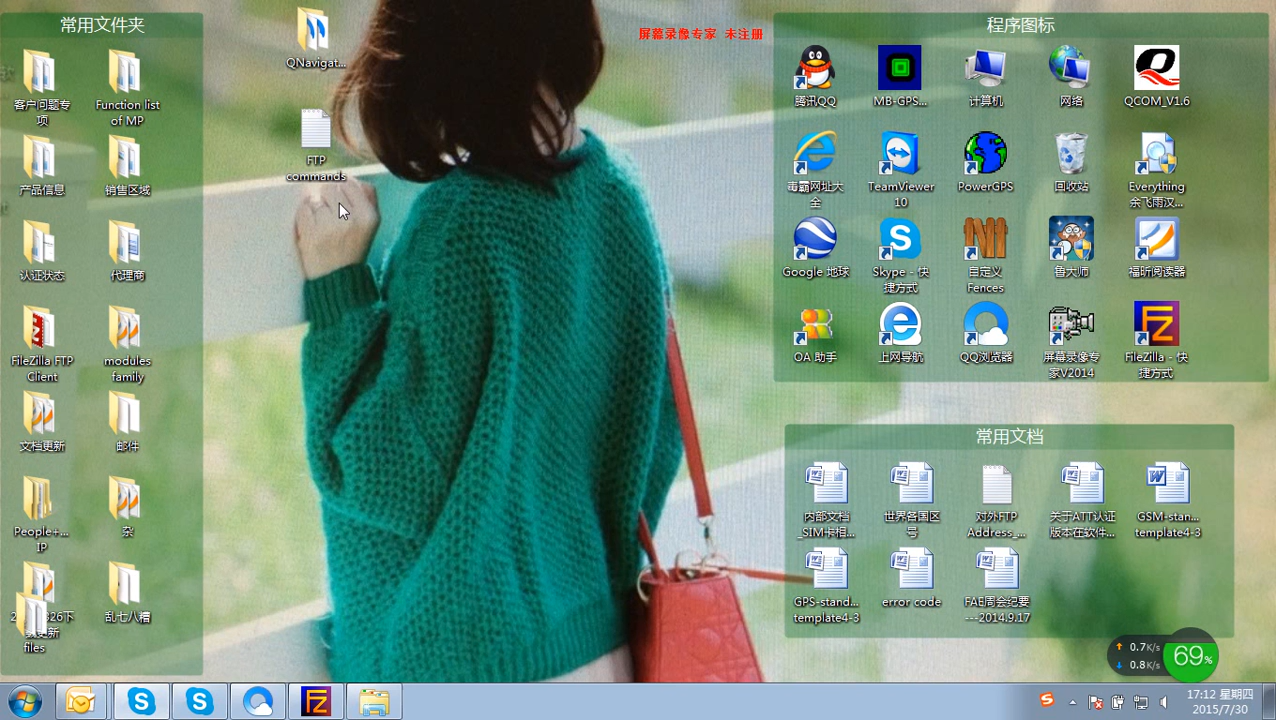 常用文件夹
客户问题专
项
Function list
of MP
产品信息
销售区域
认证状态
代理商
FileZilla FTP
Client
modules
family
文档更新
邮件
People+...
IP
杂
乱七八糟
files
QNavigat...
FTP
commands
屏幕录像专家 未注册
程序图标
腾讯QQ
MB-GPS...
计算机
网络
QCOM_V1.6
毒霸网址大
全
TeamViewer
10
PowerGPS
回收站
Everything
余飞雨汉...
Google 地球
Skype - 快
捷方式
自定义
Fences
鲁大师
福昕阅读器
OA 助手
上网导航
QQ浏览器
屏幕录像专
家V2014
FileZilla - 快
捷方式
常用文档
内部文档
_SIM卡相...
世界各国区
号
对外FTP
Address_...
关于ATT认证
版本在软件...
GSM-stan...
template4-3
GPS-stand...
template4-3
error code
FAE周会纪要
---2014.9.17
0.7K/s
0.8K/s
69%
17:12 星期四
2015/7/30